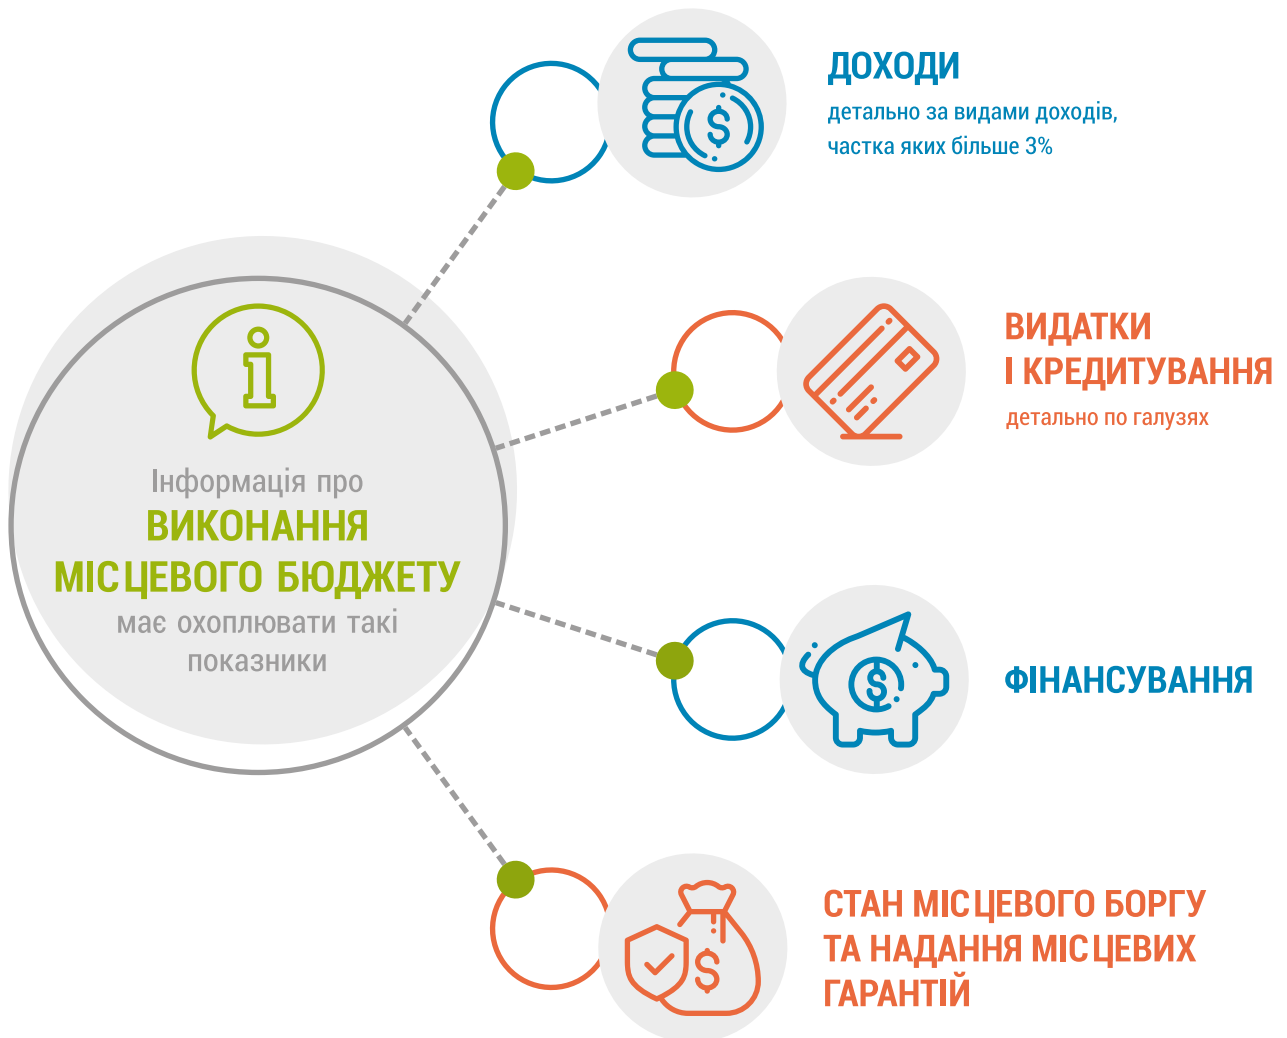 Інформація про
ВИКОНАННЯ
МІСЦЕВОГО БЮДЖЕТУ
має охоплювати такі
показники
ДОХОДИ
детально за видами доходів,
частка яких більше 3%
ВИДАТКИ
І КРЕДИТУВАННЯ
детально по галузях
ФІНАНСУВАННЯ
СТАН МІСЦЕВОГО БОРГУ
ТА НАДАННЯ МІСЦЕВИХ
ГАРАНТІЙ